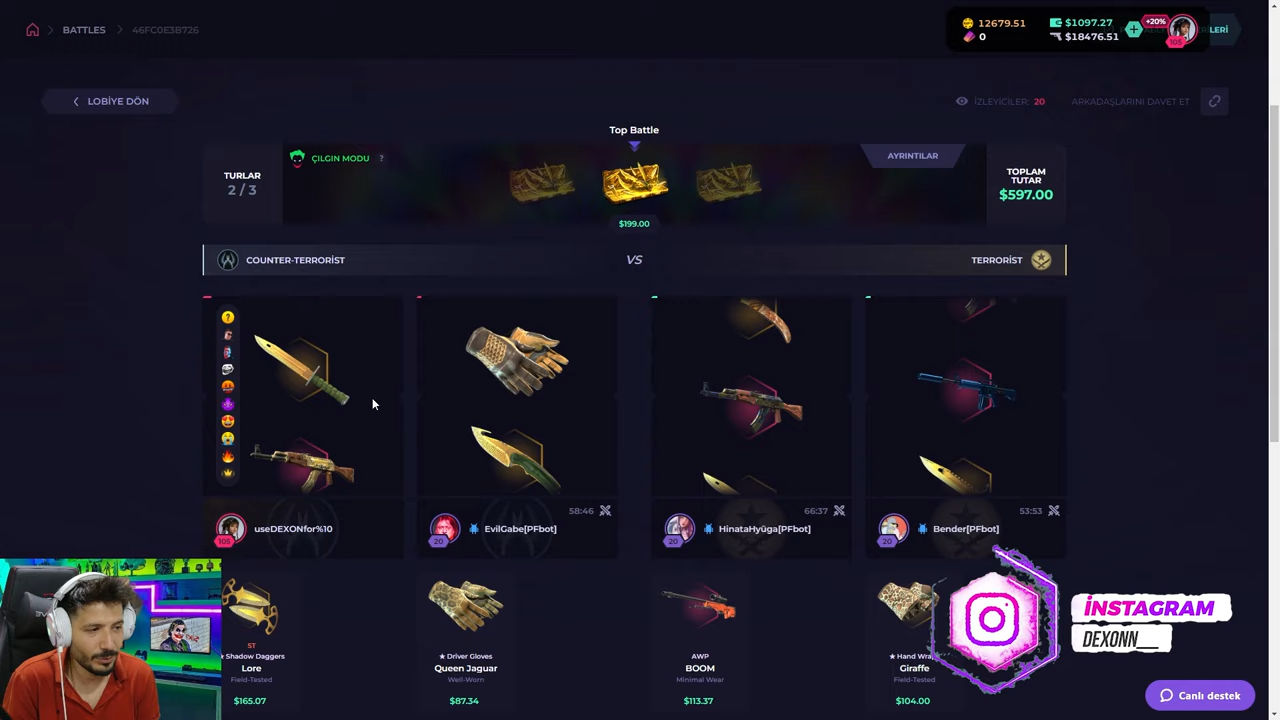 BATTLES
46FC0E3B726
12679.51
0
$1097.27
$18476.51
+20%
105
LERİ
LOBİYE DÖN
İZLEYİCİLER: 20
ARKADAŞLARINI DAVET ET
Top Battle
ÇILGIN MODU ?
AYRINTILAR
TURLAR
2 / 3
TOPLAM
TUTAR
$597.00
$199.00
COUNTER-TERRORİST
VS
TERRORİST
58:46
66:37
53:53
useDEXONfor%10
105
EvilGabe[PFbot]
20
HinataHyūga[PFbot]
20
Bender[PFbot]
20
ST
★ Shadow Daggers
Lore
Field-Tested
$165.07
★ Driver Gloves
Queen Jaguar
Well-Worn
$87.34
AWP
BOOM
Minimal Wear
$113.37
★ Hand Wra
Giraffe
Field-Tested
$104.00
İNSTAGRAM
DEXONN__
Canlı destek